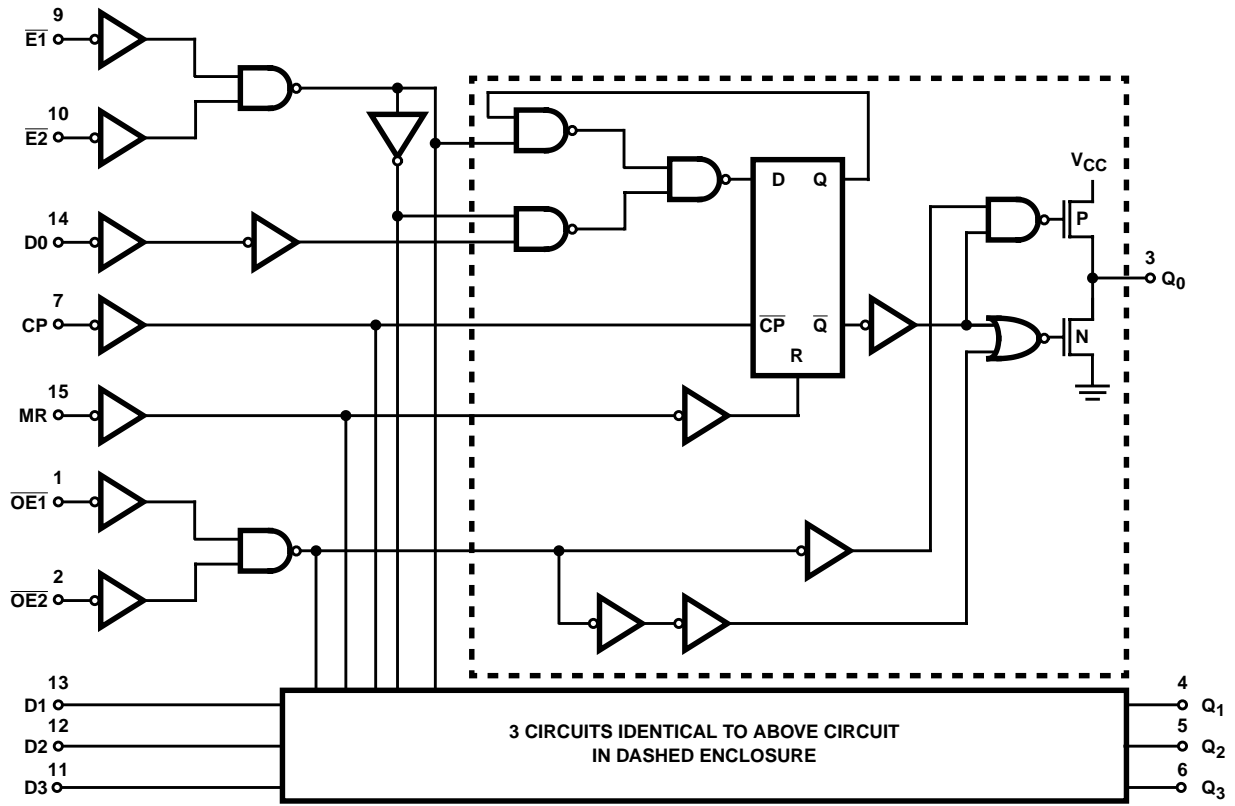 9
E1
10
E2
14
D0
7
CP
15
MR
1
OE1
2
OE2
13
D1
12
D2
11
D3
D Q
CP Q
R
VCC
P
N
3
Q0
3 CIRCUITS IDENTICAL TO ABOVE CIRCUIT
IN DASHED ENCLOSURE
4
Q1
5
Q2
6
Q3